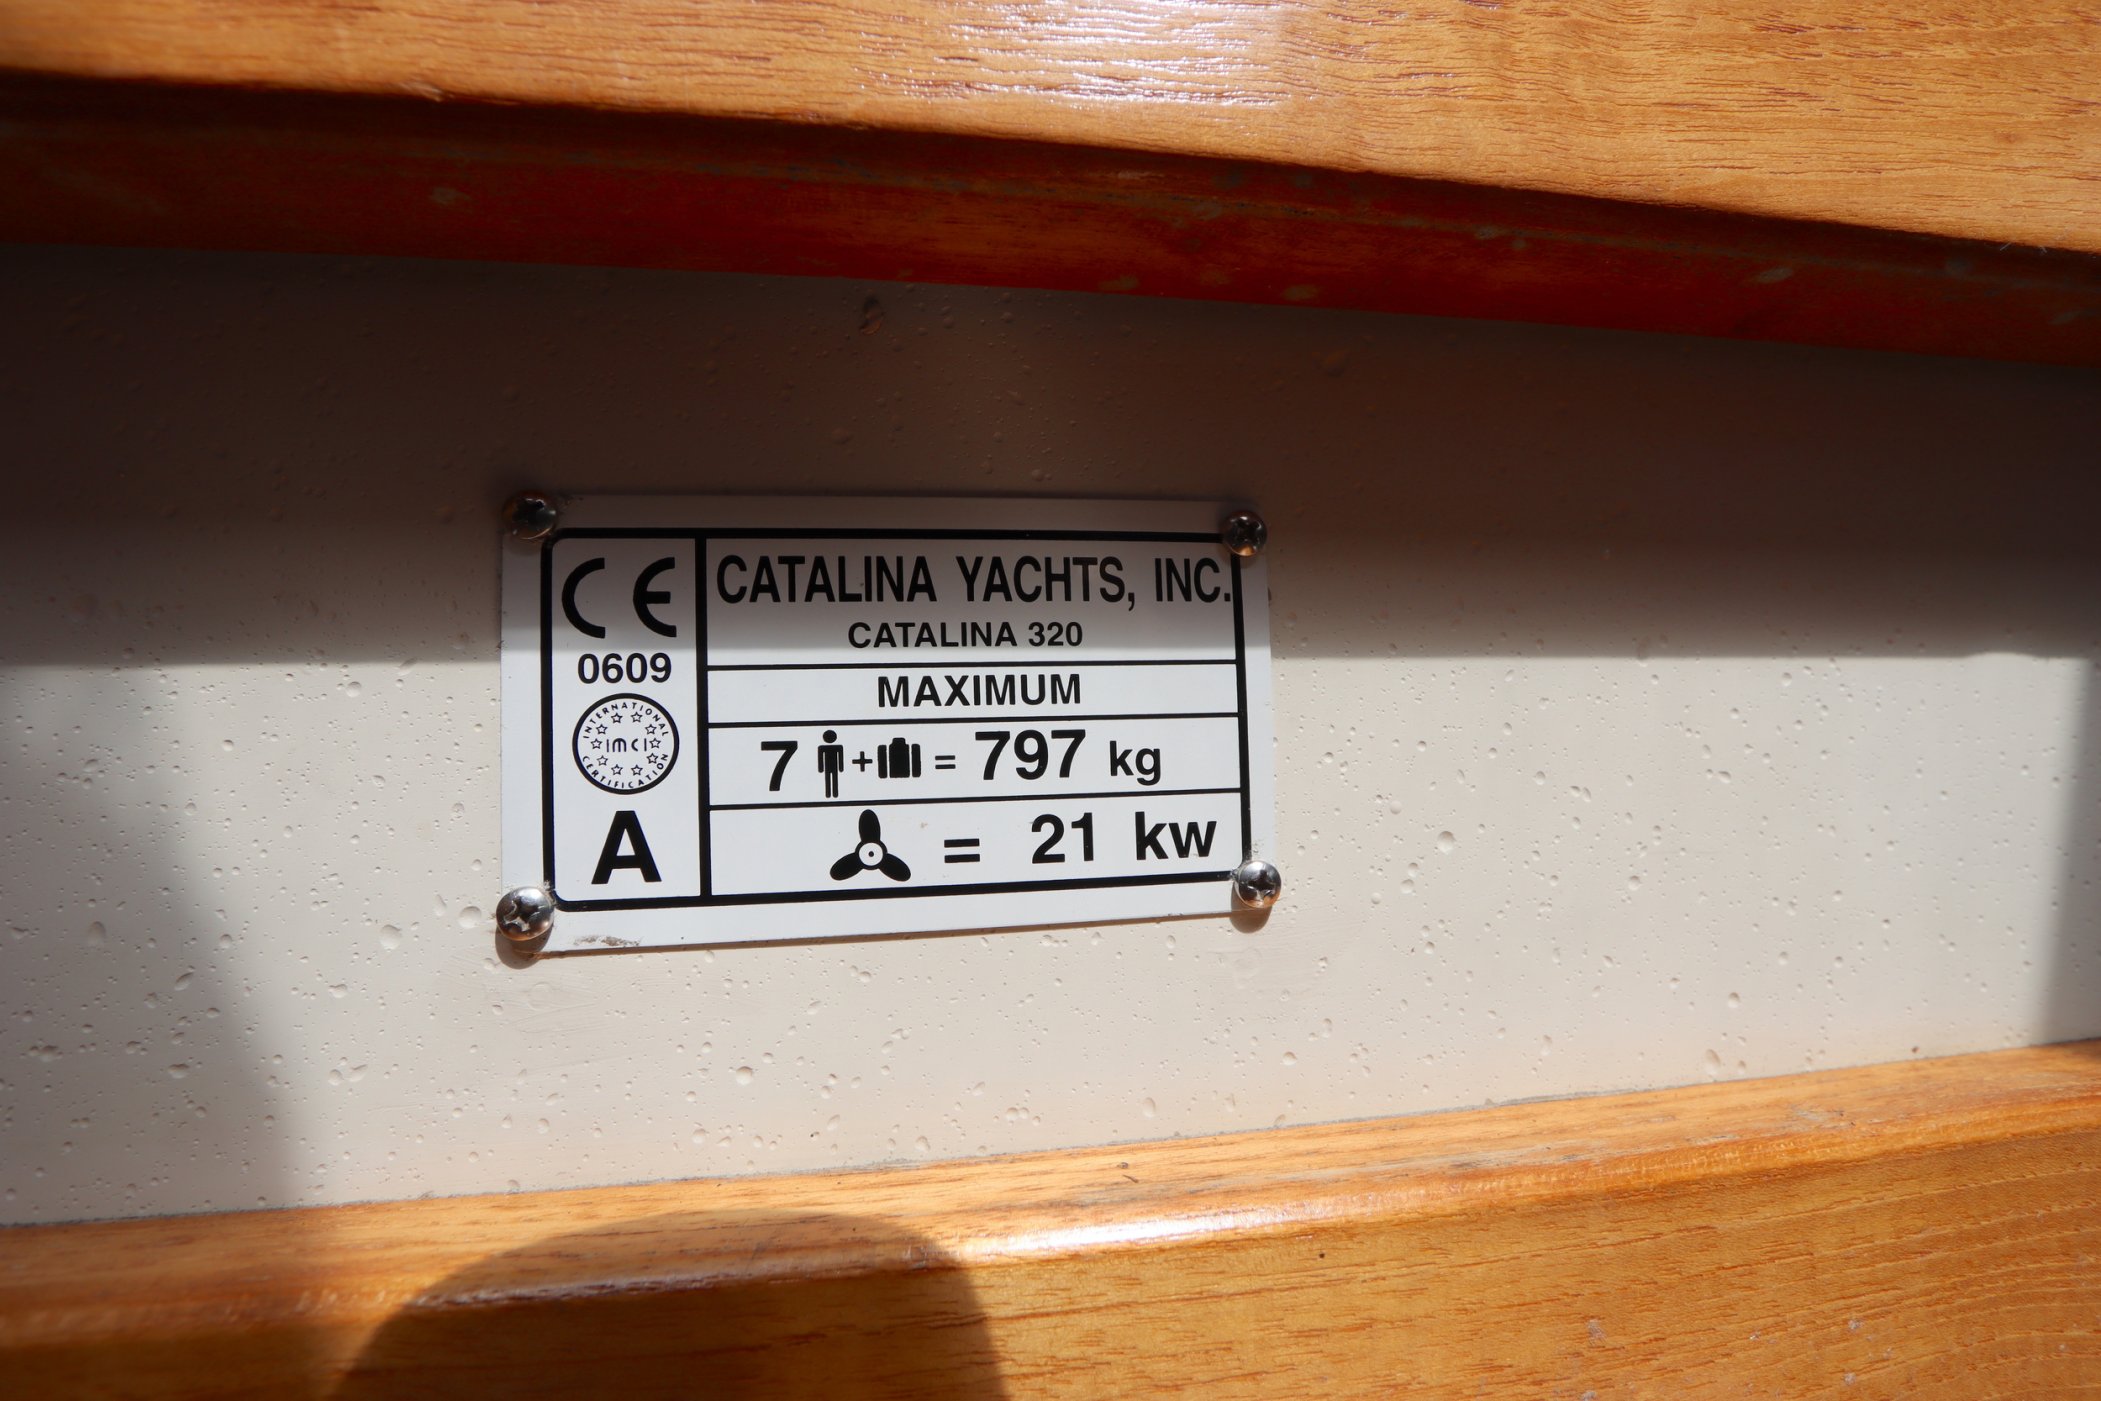 CE
0609
INTERNATIONAL
IMCI
CERTIFICATION
A
CATALINA YACHTS, INC.
CATALINA 320
MAXIMUM
7 + = 797 kg
= 21 kw